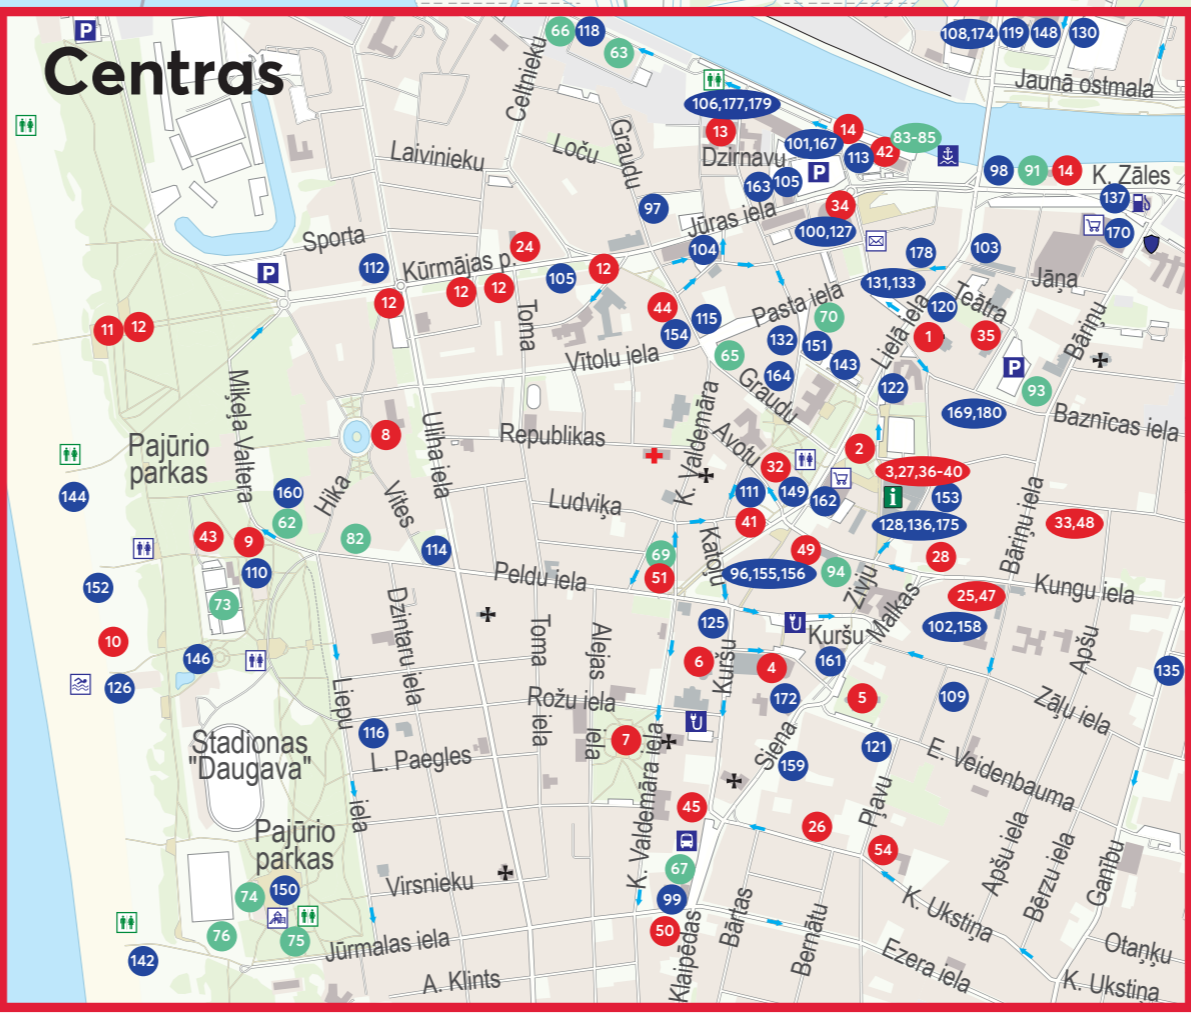 P
Centras
66
118
63
Celtnieku
108,174
119
148
130
Jaunā ostmala
106,177,179
13
Dzirnavu
101,167
14
113
42
83-85
P
163
105
Laivinieku
Loču
Graudu
97
98
91
14
K. Zāles
137
170
Jūras iela
34
100,127
104
178
103
Jāņa
Sporta
P
112
Kūrmājas p.
24
12
12
12
105
12
Toma
44
154
115
Pasta iela
70
131,133
120
Teātra
Lielā iela
1
35
Bāriņu
P
93
11
12
Vītolu iela
65
132
151
143
164
Graudu
122
169,180
Baznīcas iela
Miķeļa Valtera
8
Uliha iela
Republikas
K. Valdemāra
Avotu
32
2
3,27,36-40
i
153
Pajūrio
parkas
144
160
62
Hika
Vites
82
Ludviķa
111
149
162
41
128,136,175
33,48
Bāriņu iela
43
9
110
114
69
51
Katoļu
49
96,155,156
94
Zivju
28
Kungu iela
Peldu iela
152
73
10
146
126
Dzintaru iela
Toma
iela
Alejas
iela
125
Kuršu
Malkas
25,47
102,158
Apšu
135
6
Kuršu
4
161
172
5
109
Zāļu iela
Liepu
iela
116
Rožu iela
7
L. Paegles
Siena
159
121
E. Veidenbauma
Stadionas
"Daugava"
K. Valdemāra iela
45
26
Pļavu
54
Apšu iela
Bērzu iela
Ganību
Pajūrio
parkas
74
150
76
75
142
Virsnieku
67
99
50
Bārtas
Bernātu
K. Ukstiņa
Ezera iela
Otaņķu
K. Ukstiņa
Jūrmalas iela
A. Klints
Klaipēdas